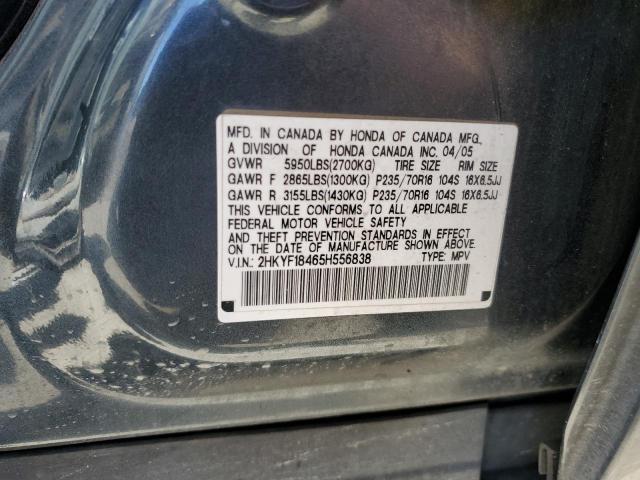 MFD. IN CANADA BY HONDA OF CANADA MFG.,
A DIVISION OF HONDA CANADA INC. 04/05
GVWR 5950LBS(2700KG) TIRE SIZE RIM SIZE
GAWR F 2865LBS(1300KG) P235/70R16 104S 16X6.5JJ
GAWR R 3155LBS(1430KG) P235/70R16 104S 16X6.5JJ
THIS VEHICLE CONFORMS TO ALL APPLICABLE
FEDERAL MOTOR VEHICLE SAFETY
AND THEFT PREVENTION STANDARDS IN EFFECT
ON THE DATE OF MANUFACTURE SHOWN ABOVE.
V.I.N.: 2HKYF18465H556838 TYPE: MPV